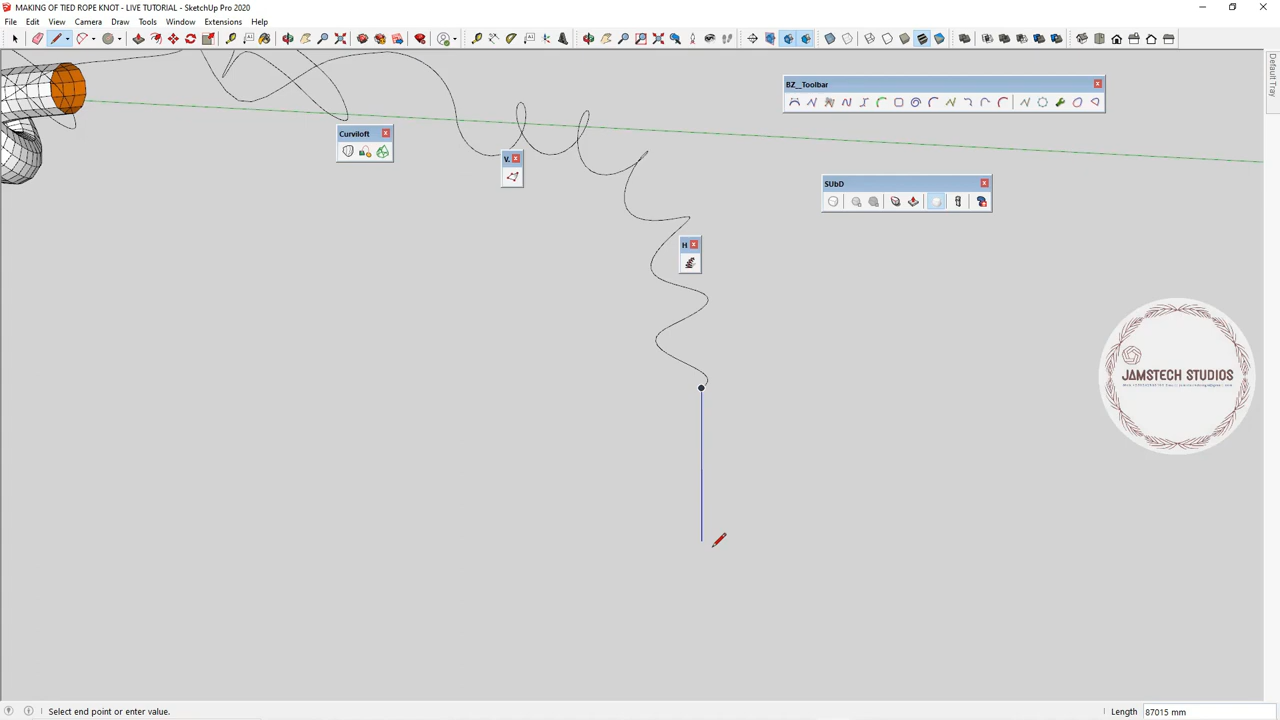 MAKING OF TIED ROPE KNOT - LIVE TUTORIAL - SketchUp Pro 2020
File Edit View Camera Draw Tools Window Extensions Help
BZ__Toolbar
Curviloft
V.
SUbD
H
JAMSTECH STUDIOS
Select end point or enter value.
Length 87015 mm
Default Tray